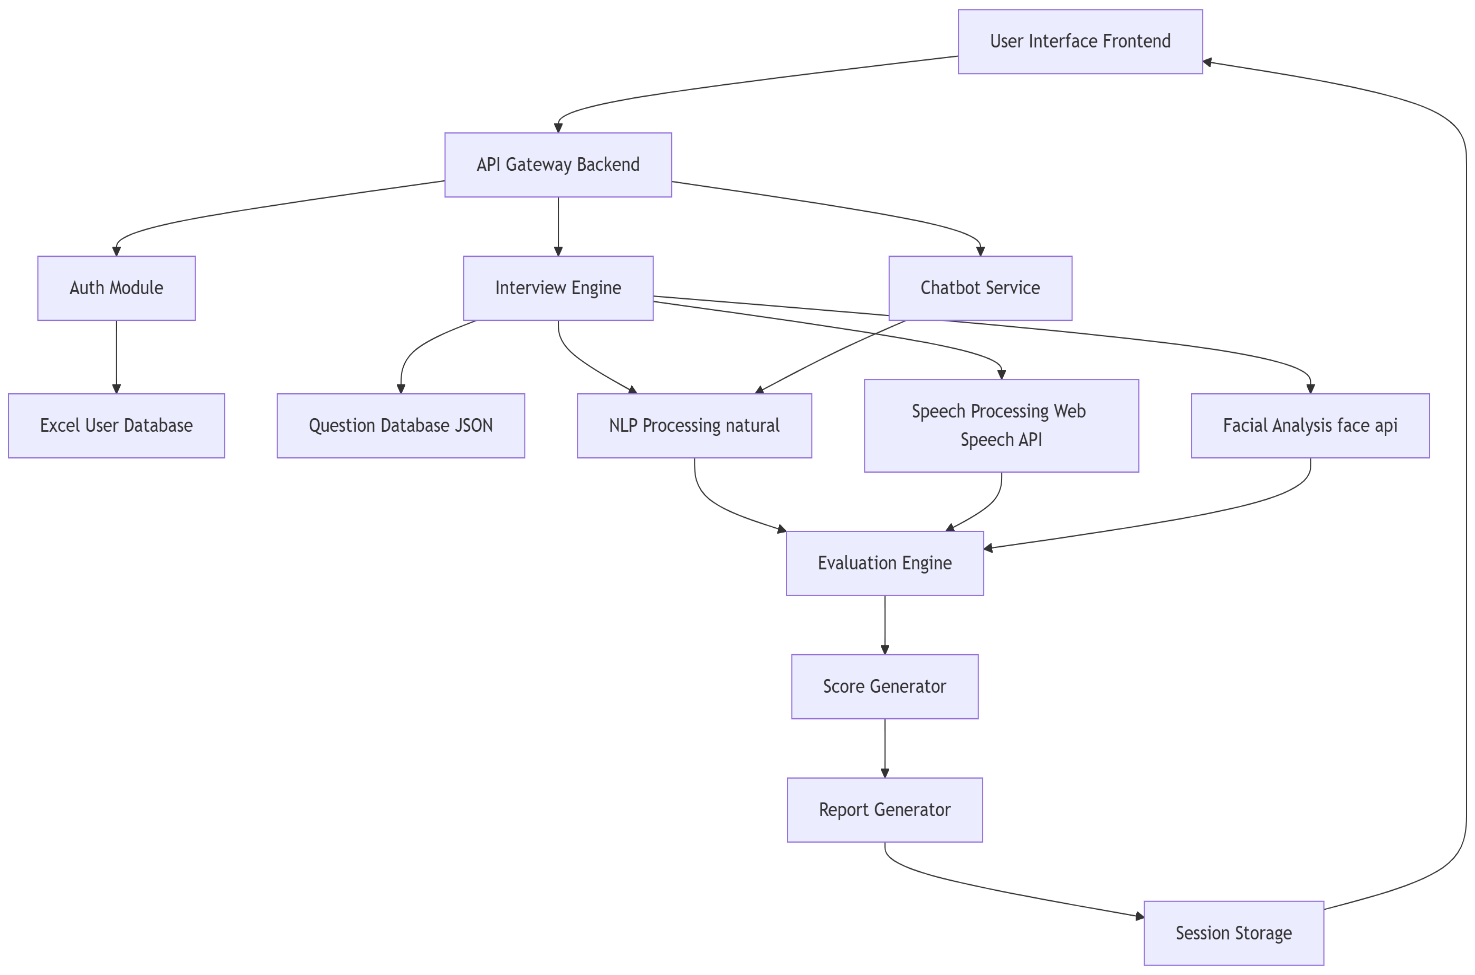 User Interface Frontend
API Gateway Backend
Auth Module
Interview Engine
Chatbot Service
Excel User Database
Question Database JSON
NLP Processing natural
Speech Processing Web
Speech API
Facial Analysis face api
Evaluation Engine
Score Generator
Report Generator
Session Storage